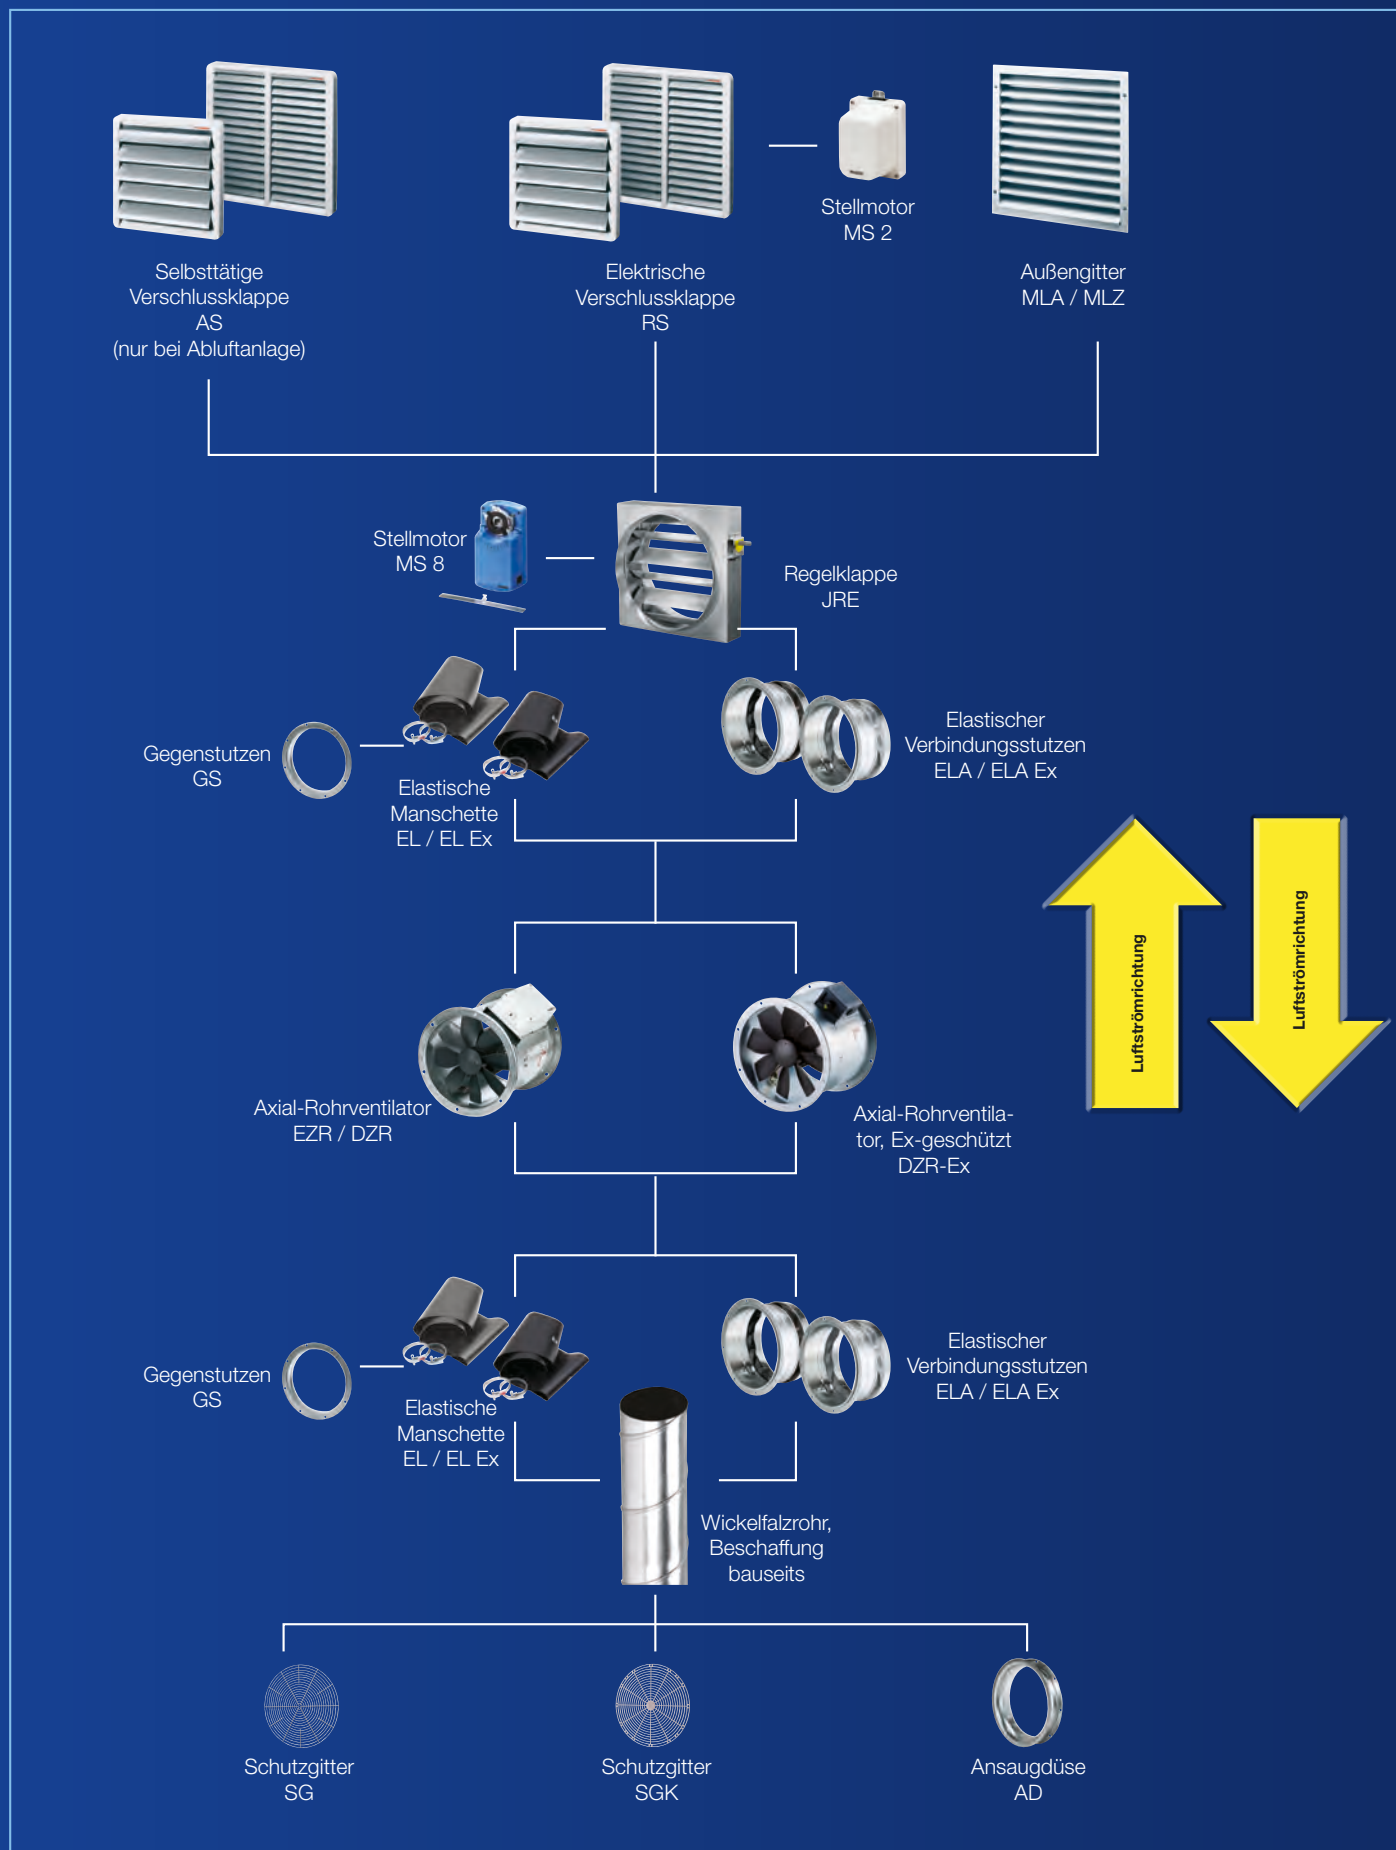 Selbsttätige
Verschlussklappe
AS
(nur bei Abluftanlage)
Elektrische
Verschlussklappe
RS
Stellmotor
MS 2
Außengitter
MLA / MLZ
Stellmotor
MS 8
Regelklappe
JRE
Gegenstutzen
GS
Elastische
Manschette
EL / EL Ex
Elastischer
Verbindungsstutzen
ELA / ELA Ex
Luftströmrichtung
Luftströmrichtung
Axial-Rohrventilator
EZR / DZR
Axial-Rohrventila-
tor, Ex-geschützt
DZR-Ex
Gegenstutzen
GS
Elastische
Manschette
EL / EL Ex
Elastischer
Verbindungsstutzen
ELA / ELA Ex
Wickelfalzrohr,
Beschaffung
bauseits
Schutzgitter
SG
Schutzgitter
SGK
Ansaugdüse
AD